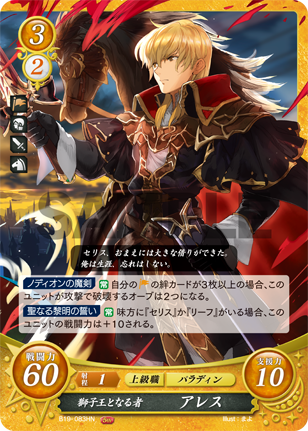 3
2
セリス、おまえには大きな借りができた。
俺は生涯、忘れはしない。
ノディオンの魔剣 常 自分の の絆カードが3枚以上の場合、この
ユニットが攻撃で破壊するオーブは2つになる。
聖なる黎明の誓い 常 味方に『セリス』か『リーフ』がいる場合、この
ユニットの戦闘力は+10される。
戦闘力
60
射程 1
上級職
パラディン
支援力
10
獅子王となる者 アレス
B19-083HN
Illust:まよ